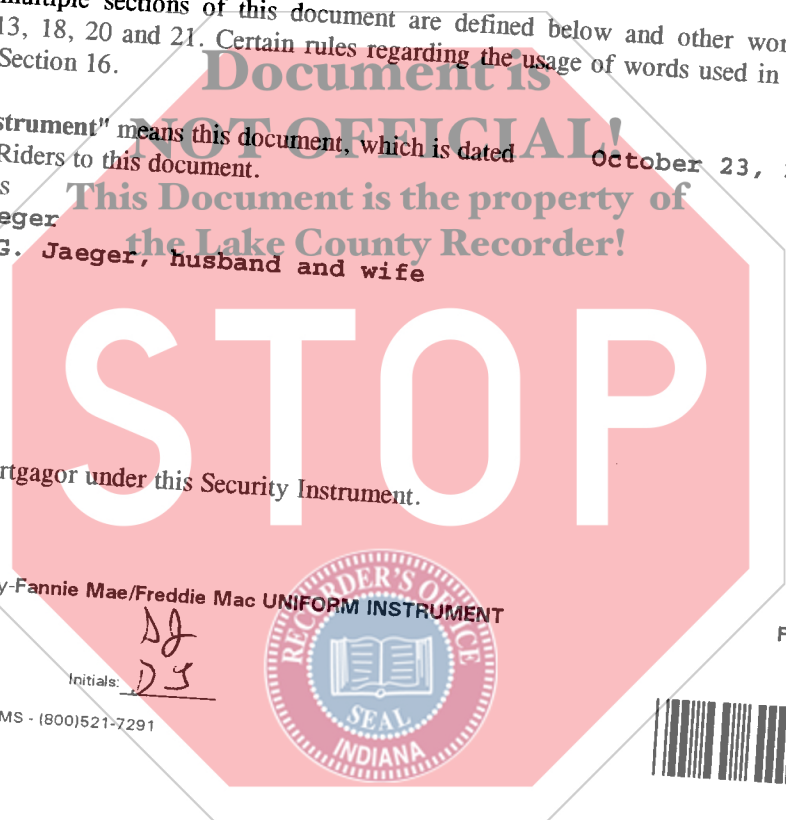 multiple sections of this document are defined below and other wor
13, 18, 20 and 21. Certain rules regarding the usage of words used in
Section 16.
Document is
NOT OFFICIAL!
This Document is the property of
the Lake County Recorder!
strument" means this document, which is dated October 23,
Riders to this document.
s
eger
G. Jaeger, husband and wife
STOP
rtgagor under this Security Instrument.
y-Fannie Mae/Freddie Mac UNIFORM INSTRUMENT
DJ
Initials: DJ
MS - (800)521-7291
F
RECORDER'S OFFICE
SEAL
INDIANA